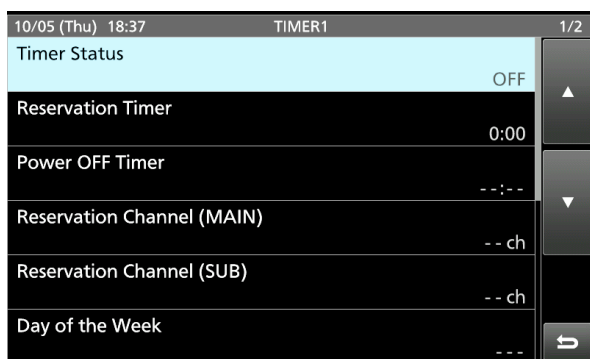 10/05 (Thu) 18:37 TIMER1 1/2
Timer Status
OFF
Reservation Timer
0:00
Power OFF Timer
--:--
Reservation Channel (MAIN)
-- ch
Reservation Channel (SUB)
-- ch
Day of the Week
---